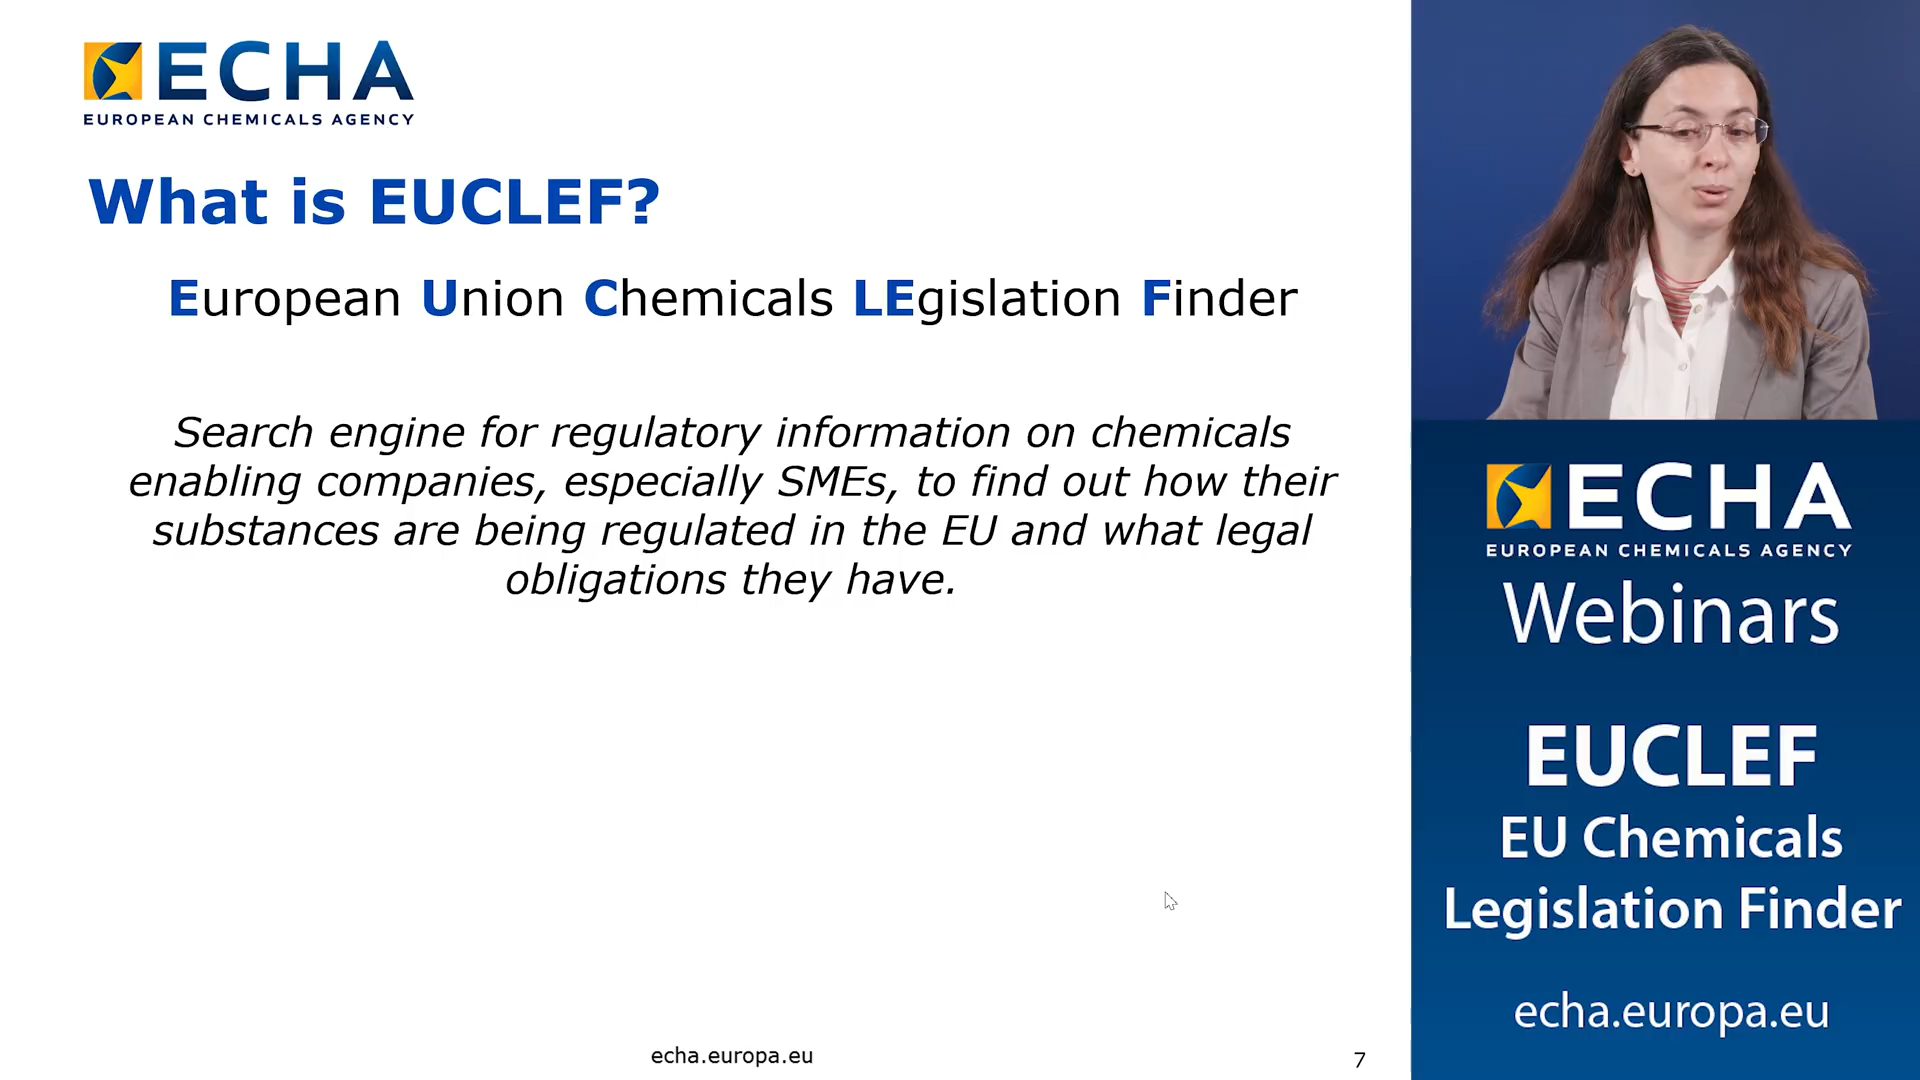 ECHA
EUROPEAN CHEMICALS AGENCY
What is EUCLEF?
European Union Chemicals LEgislation Finder
Search engine for regulatory information on chemicals
enabling companies, especially SMEs, to find out how their
substances are being regulated in the EU and what legal
obligations they have.
echa.europa.eu
7
ECHA
EUROPEAN CHEMICALS AGENCY
Webinars
EUCLEF
EU Chemicals
Legislation Finder
echa.europa.eu